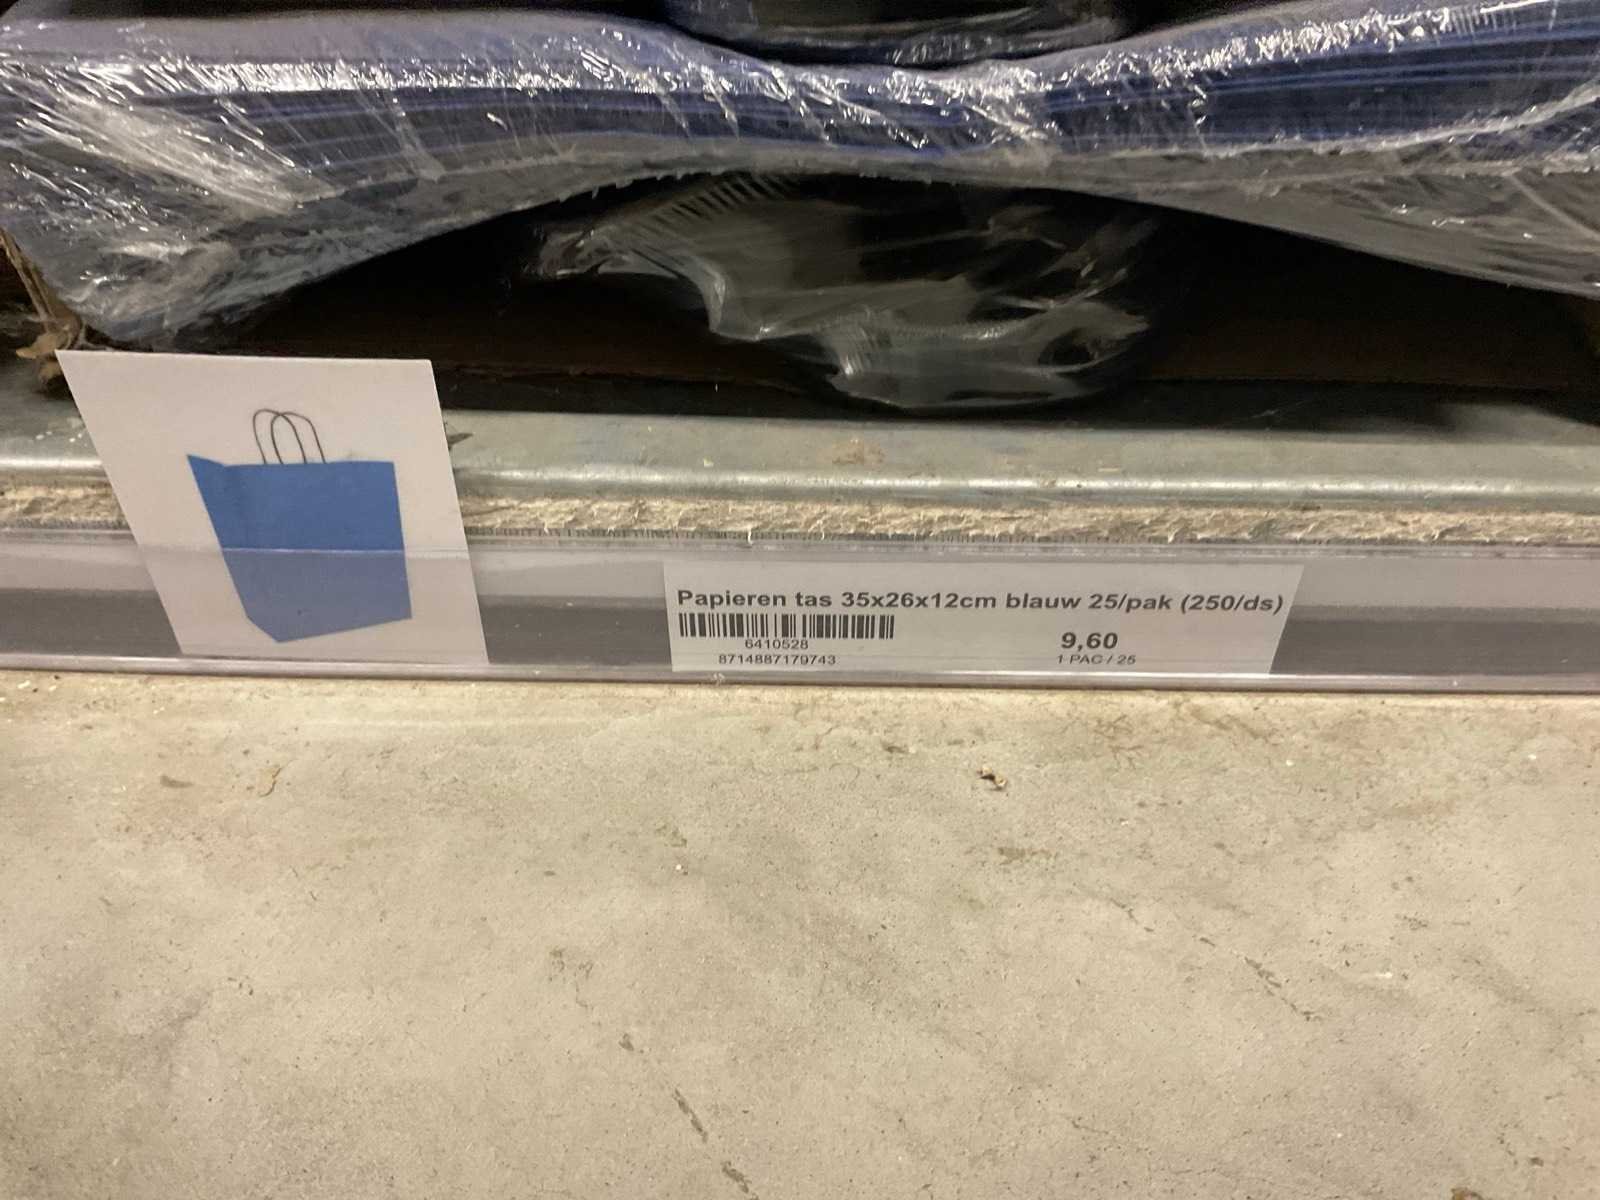 Papieren tas 35x26x12cm blauw 25/pak (250/ds)
6410528
9,60
8714887179743
1 PAC / 25